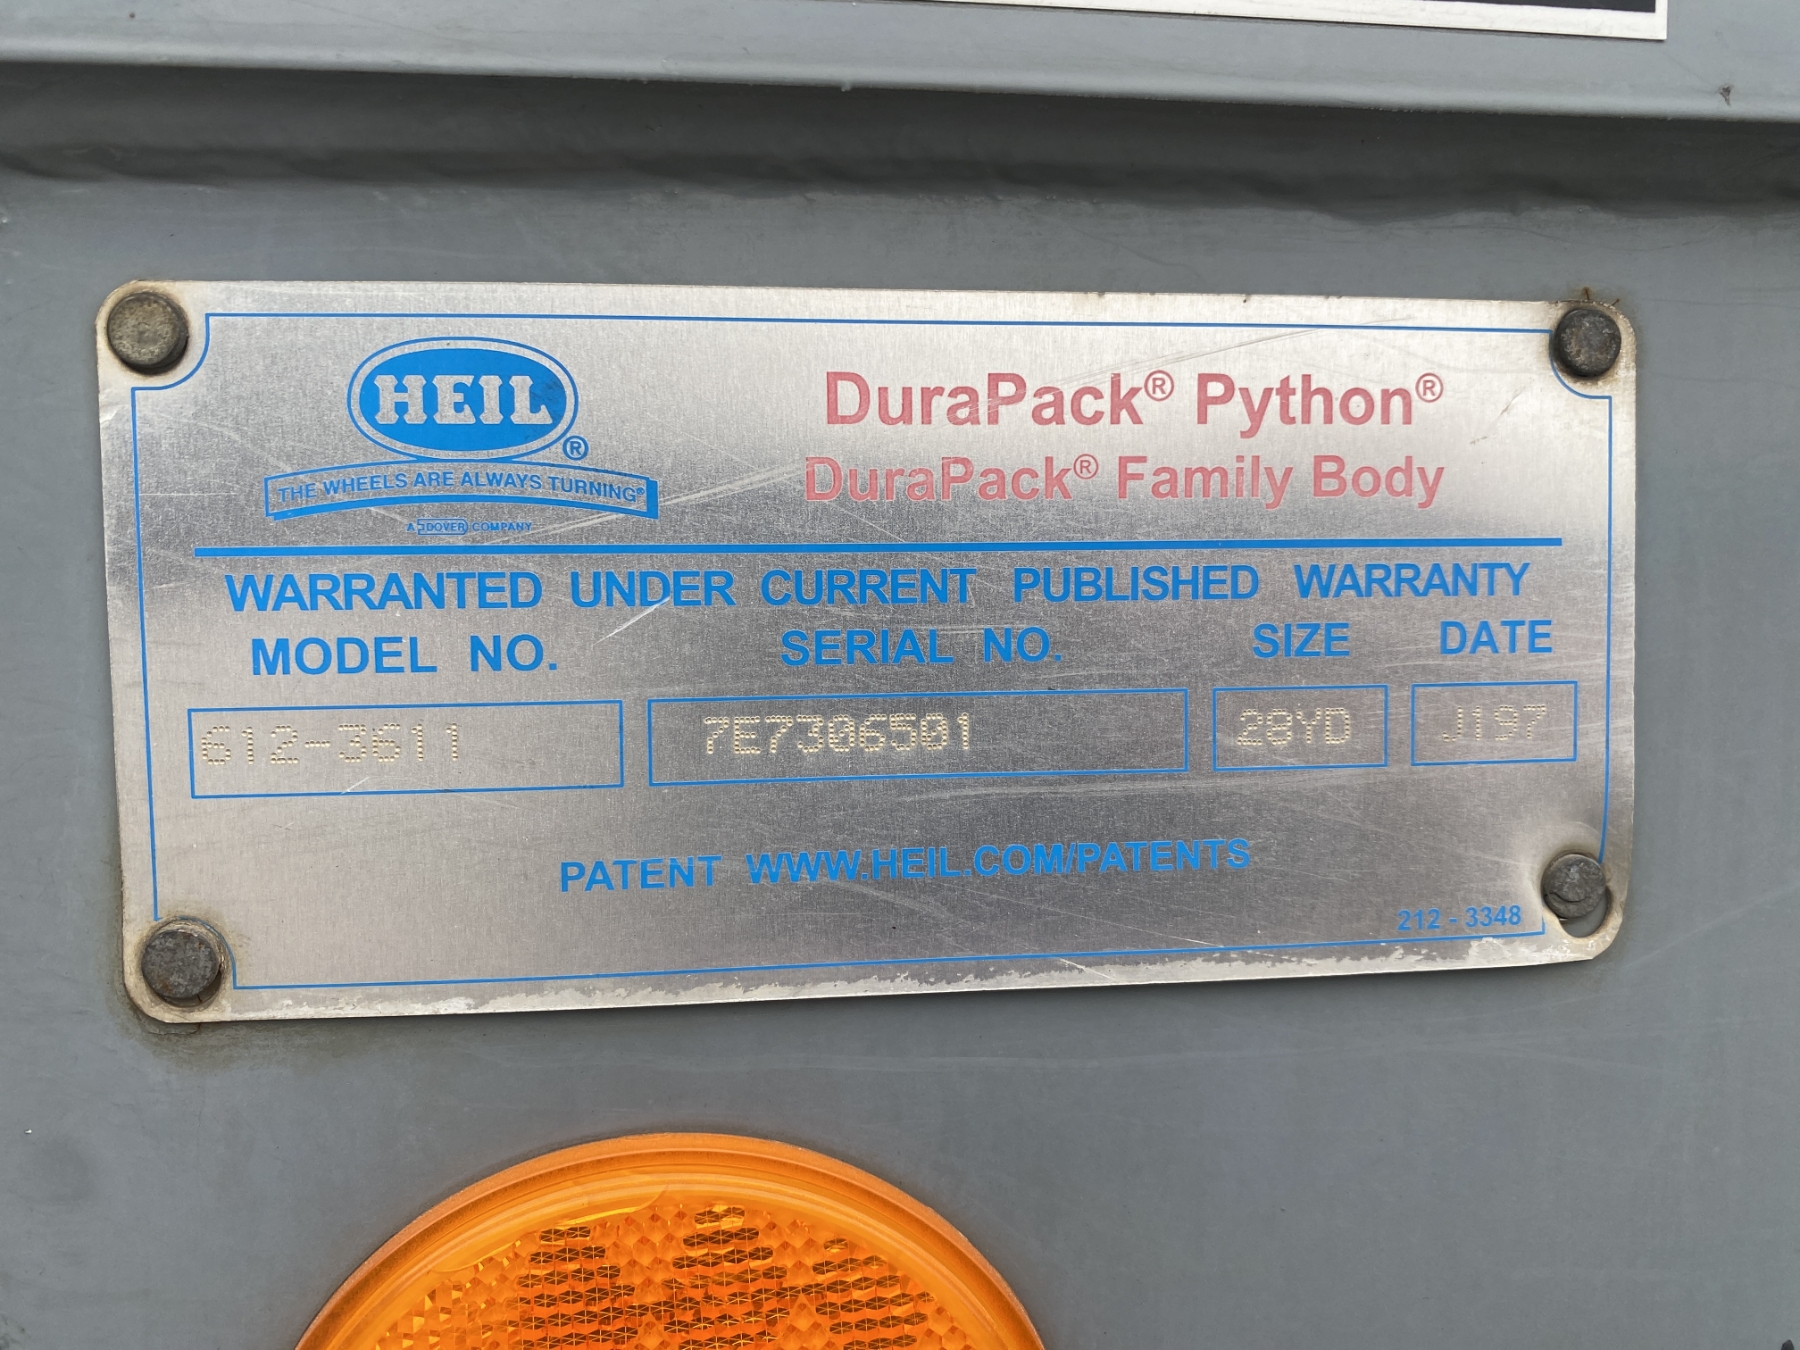 HEIL®
THE WHEELS ARE ALWAYS TURNING®
A DOVER COMPANY
DuraPack® Python®
DuraPack® Family Body
WARRANTED UNDER CURRENT PUBLISHED WARRANTY
MODEL NO. SERIAL NO. SIZE DATE
612-3611 7E7306501 28YD J197
PATENT WWW.HEIL.COM/PATENTS
212 - 3348